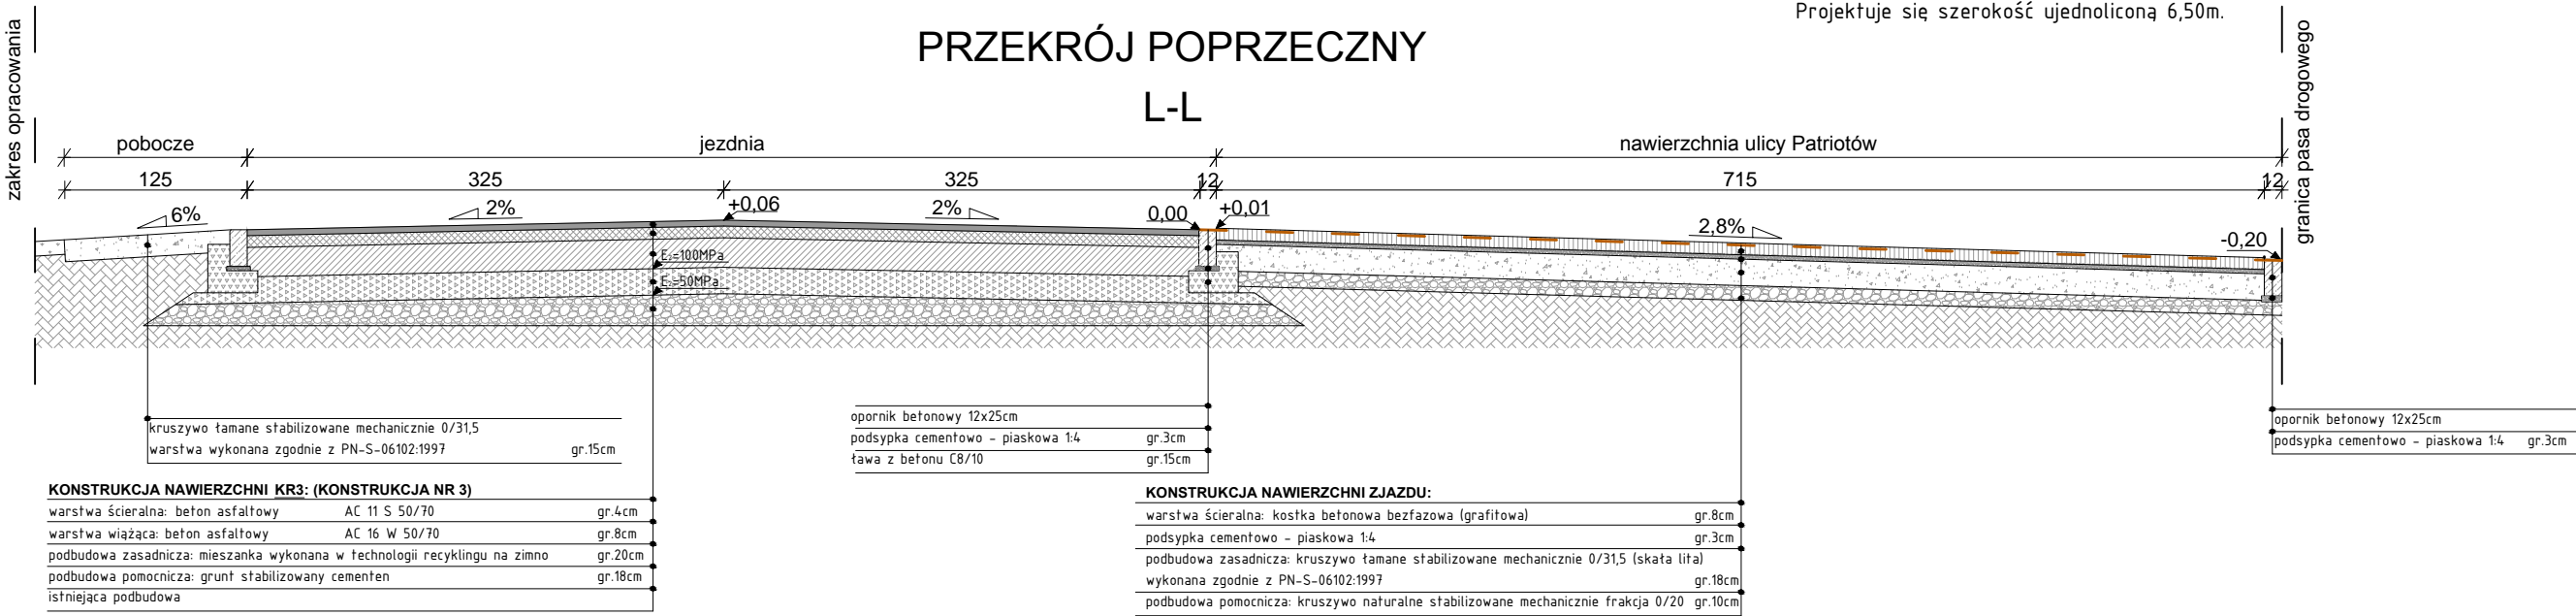 Projektuje się szerokość ujednoliconą 6,50m.
PRZEKRÓJ POPRZECZNY
L-L
zakres opracowania
granica pasa drogowego
pobocze
jezdnia
nawierzchnia ulicy Patriotów
125
325
325
12
715
12
6%
2%
+0,06
2%
0,00
+0,01
2,8%
-0,20
E₂=100MPa
E₂=50MPa
kruszywo łamane stabilizowane mechanicznie 0/31,5
warstwa wykonana zgodnie z PN-S-06102:1997 gr.15cm
opornik betonowy 12x25cm
podsypka cementowo - piaskowa 1:4 gr.3cm
ława z betonu C8/10 gr.15cm
opornik betonowy 12x25cm
podsypka cementowo - piaskowa 1:4 gr.3cm
KONSTRUKCJA NAWIERZCHNI KR3: (KONSTRUKCJA NR 3)
warstwa ścieralna: beton asfaltowy AC 11 S 50/70 gr.4cm
warstwa wiążąca: beton asfaltowy AC 16 W 50/70 gr.8cm
podbudowa zasadnicza: mieszanka wykonana w technologii recyklingu na zimno gr.20cm
podbudowa pomocnicza: grunt stabilizowany cementen gr.18cm
istniejąca podbudowa
KONSTRUKCJA NAWIERZCHNI ZJAZDU:
warstwa ścieralna: kostka betonowa bezfazowa (grafitowa) gr.8cm
podsypka cementowo - piaskowa 1:4 gr.3cm
podbudowa zasadnicza: kruszywo łamane stabilizowane mechanicznie 0/31,5 (skała lita)
wykonana zgodnie z PN-S-06102:1997 gr.18cm
podbudowa pomocnicza: kruszywo naturalne stabilizowane mechanicznie frakcja 0/20 gr.10cm